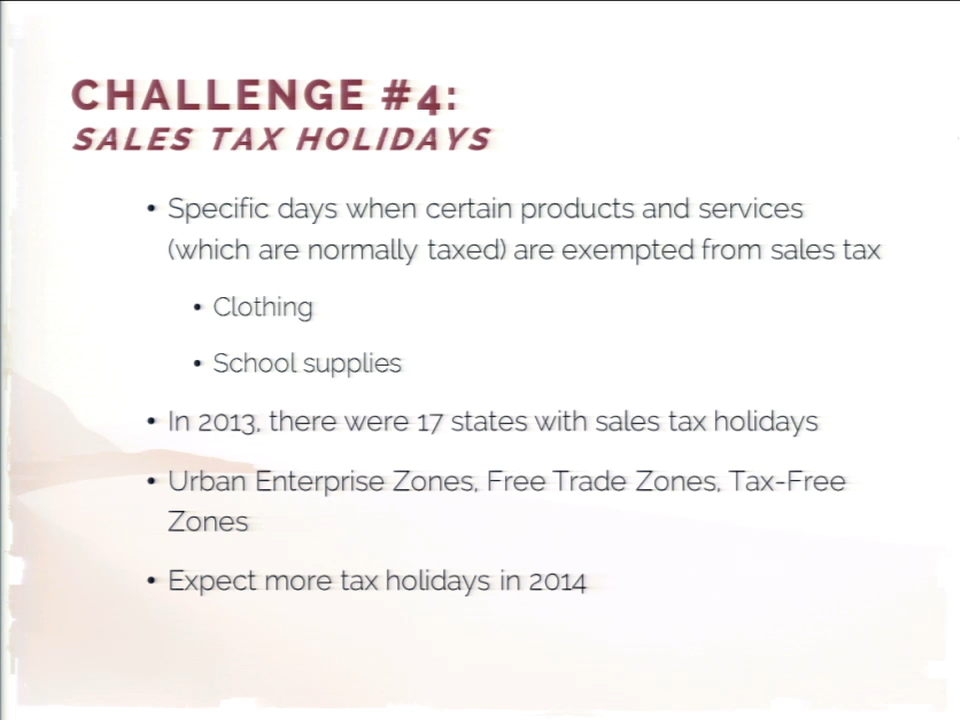 CHALLENGE #4:
SALES TAX HOLIDAYS
• Specific days when certain products and services
(which are normally taxed) are exempted from sales tax
• Clothing
• School supplies
• In 2013, there were 17 states with sales tax holidays
• Urban Enterprise Zones, Free Trade Zones, Tax-Free
Zones
• Expect more tax holidays in 2014